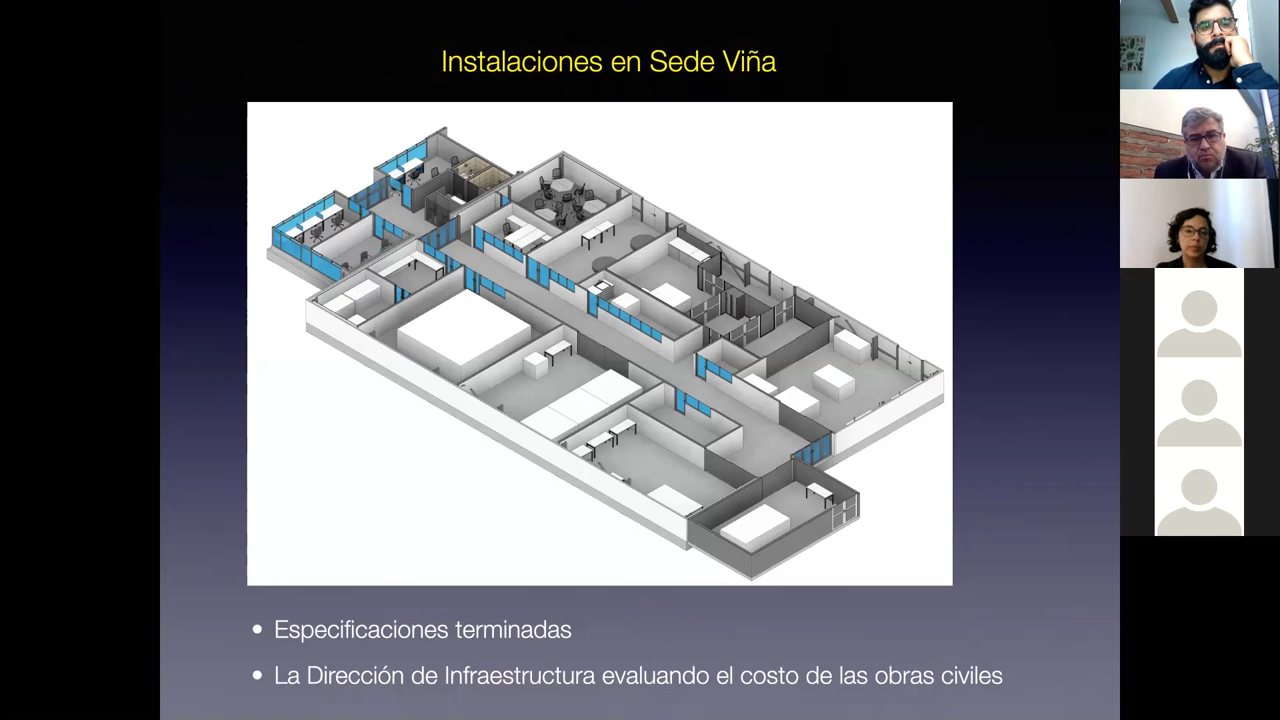 Instalaciones en Sede Viña
• Especificaciones terminadas
• La Dirección de Infraestructura evaluando el costo de las obras civiles